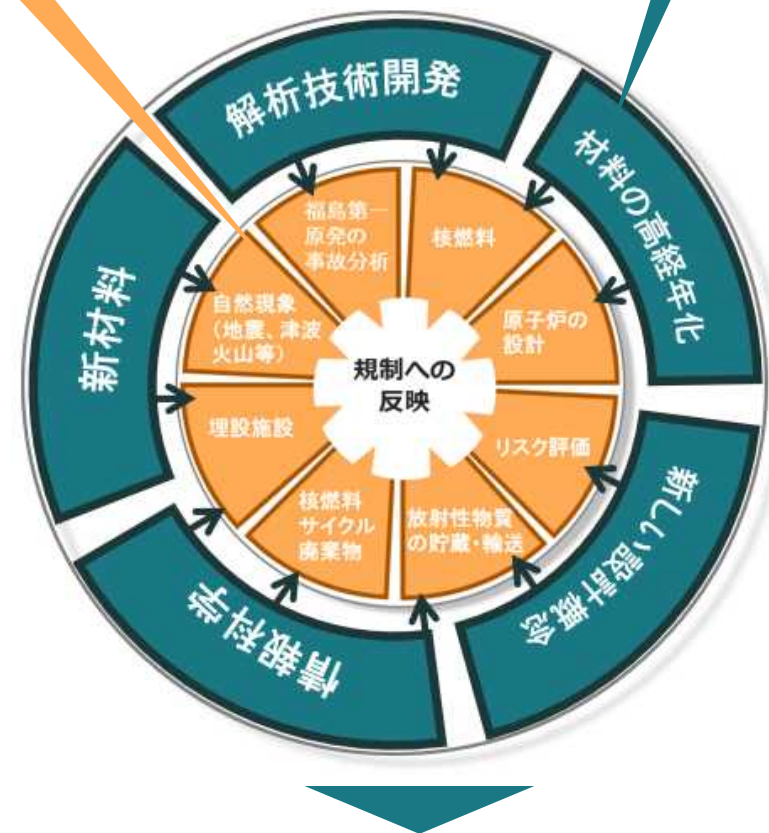 解析技術開発
材料の高経年化
新しい設計概念
情報科学
新材料
福島第一
原発の
事故分析
核燃料
原子炉の
設計
リスク評価
放射性物質
の貯蔵・輸送
核燃料
サイクル
廃棄物
埋設施設
自然現象
（地震、津波
火山等）
規制への
反映